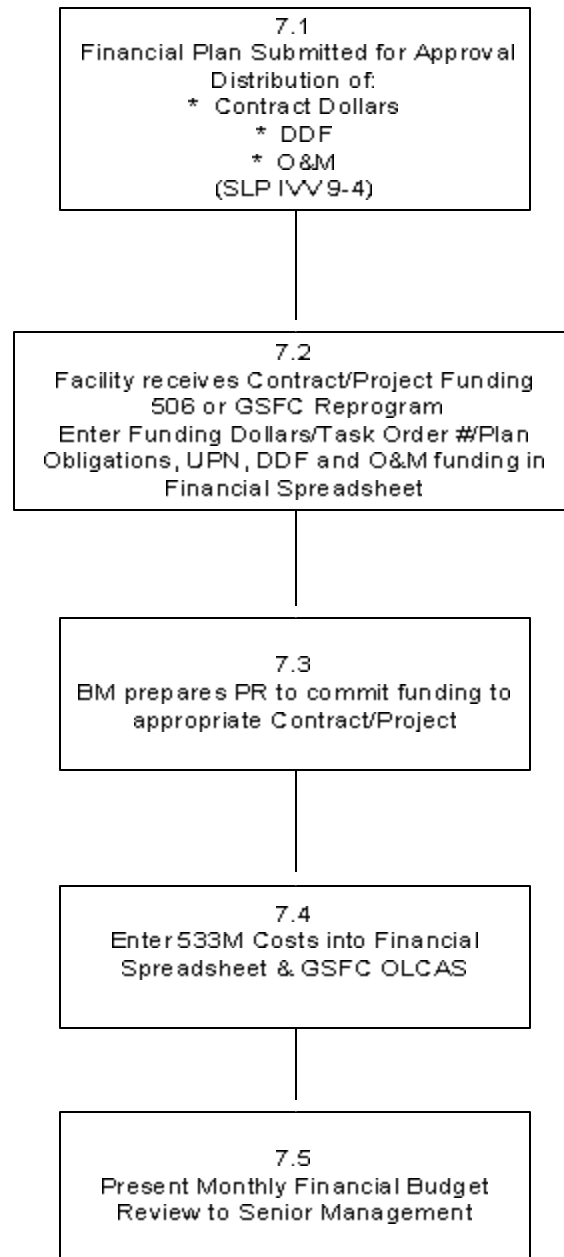 7.1
Financial Plan Submitted for Approval
Distribution of:
* Contract Dollars
* DDF
* O&M
(SLP IVV 9-4)
7.2
Facility receives Contract/Project Funding
506 or GSFC Reprogram
Enter Funding Dollars/Task Order #/Plan
Obligations, UPN, DDF and O&M funding in
Financial Spreadsheet
7.3
BM prepares PR to commit funding to
appropriate Contract/Project
7.4
Enter 533M Costs into Financial
Spreadsheet & GSFC OLCAS
7.5
Present Monthly Financial Budget
Review to Senior Management